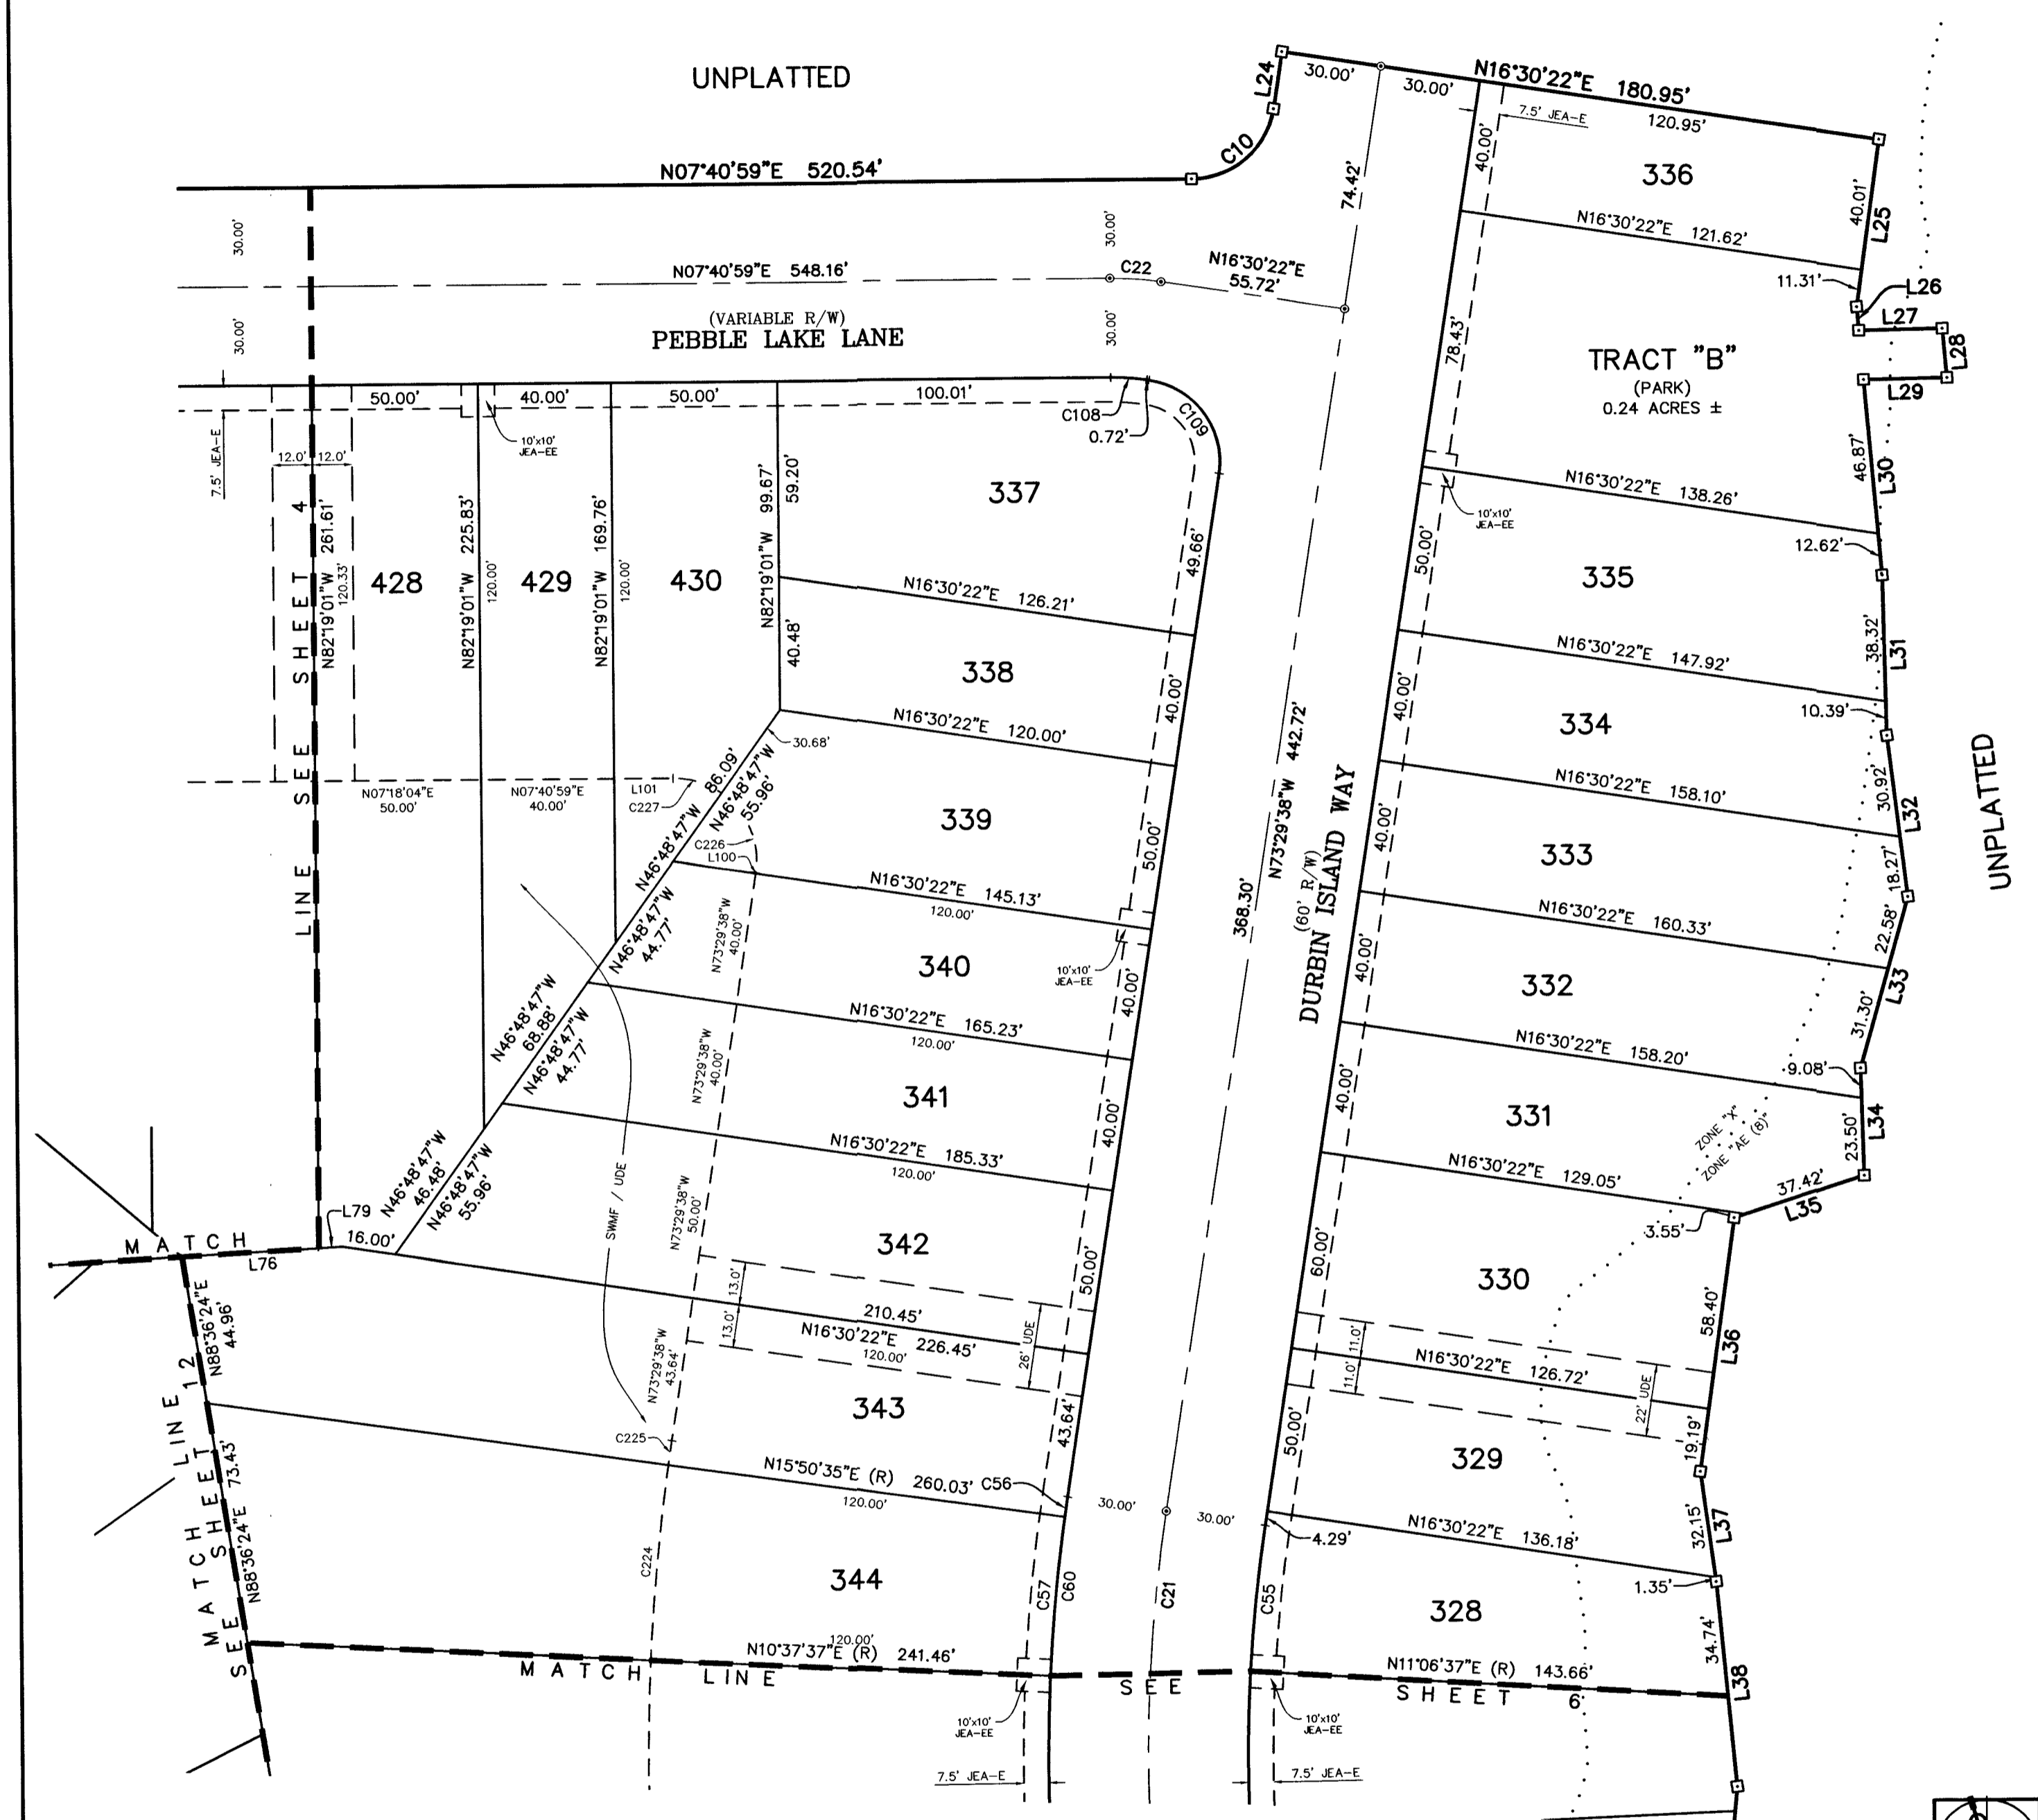 UNPLATTED
N07°40'59"E 520.54'
C10
L24
30.00'
30.00'
N16°30'22"E 180.95'
120.95'
7.5' JEA-E
40.00'
336
40.01'
L25
N16°30'22"E 121.62'
11.31'
L26
L27
L28
L29
30.00'
30.00'
N07°40'59"E 548.16'
C22
N16°30'22"E
55.72'
74.42'
(VARIABLE R/W)
PEBBLE LAKE LANE
30.00'
30.00'
78.43'
TRACT "B"
(PARK)
0.24 ACRES ±
46.87'
L30
N16°30'22"E 138.26'
12.62'
10'x10'
JEA-EE
50.00'
40.00'
50.00'
100.01'
C108
0.72'
C109
10'x10'
JEA-EE
7.5' JEA-E
12.0'
12.0'
LINE SEE SHEET 4
N82°19'01"W 261.61'
120.33'
428
N82°19'01"W 225.83'
120.00'
429
N82°19'01"W 169.76'
120.00'
430
N82°19'01"W 99.67'
59.20'
40.48'
337
49.66'
N16°30'22"E 126.21'
338
40.00'
N16°30'22"E 120.00'
30.68'
50.00'
335
38.32'
L31
N16°30'22"E 147.92'
10.39'
40.00'
334
30.92'
L32
N16°30'22"E 158.10'
UNPLATTED
N07°18'04"E
50.00'
N07°40'59"E
40.00'
L101
C227
N46°48'47"W 86.09'
N46°48'47"W
55.96'
C226
L100
339
50.00'
N16°30'22"E 145.13'
120.00'
368.30'
N73°29'38"W 442.72'
(60' R/W)
DURBIN ISLAND WAY
40.00'
333
18.27'
22.58'
N16°30'22"E 160.33'
L33
N46°48'47"W
44.77'
N73°29'38"W
40.00'
340
10'x10'
JEA-EE
40.00'
N16°30'22"E 165.23'
120.00'
40.00'
332
31.30'
N16°30'22"E 158.20'
9.08'
N46°48'47"W
68.88'
N46°48'47"W
44.77'
N73°29'38"W
40.00'
341
40.00'
N16°30'22"E 185.33'
120.00'
40.00'
331
ZONE "X"
ZONE "AE (8)"
23.50'
L34
N16°30'22"E 129.05'
37.42'
L35
3.55'
N46°48'47"W
46.48'
N46°48'47"W
55.96'
SWMF / UDE
N73°29'38"W
50.00'
342
50.00'
L79
16.00'
MATCH
L76
13.0'
13.0'
210.45'
N16°30'22"E 226.45'
120.00'
26' UDE
60.00'
330
58.40'
L36
11.0'
11.0'
N16°30'22"E 126.72'
22' UDE
19.19'
N88°36'24"E
44.96'
LINE 12
MATCH SHEET
SEE SHEET
MATCH
73.43'
N88°36'24"E
N73°29'38"W
43.64'
343
43.64'
C225
N15°50'35"E (R) 260.03'
120.00'
C56
30.00'
30.00'
50.00'
329
N16°30'22"E 136.18'
4.29'
32.15'
L37
1.35'
C224
344
C57
C60
C21
C55
328
34.74'
L38
120.00'
N10°37'37"E (R) 241.46'
N11°06'37"E (R) 143.66'
MATCH LINE SEE SHEET 6
10'x10'
JEA-EE
10'x10'
JEA-EE
7.5' JEA-E
7.5' JEA-E